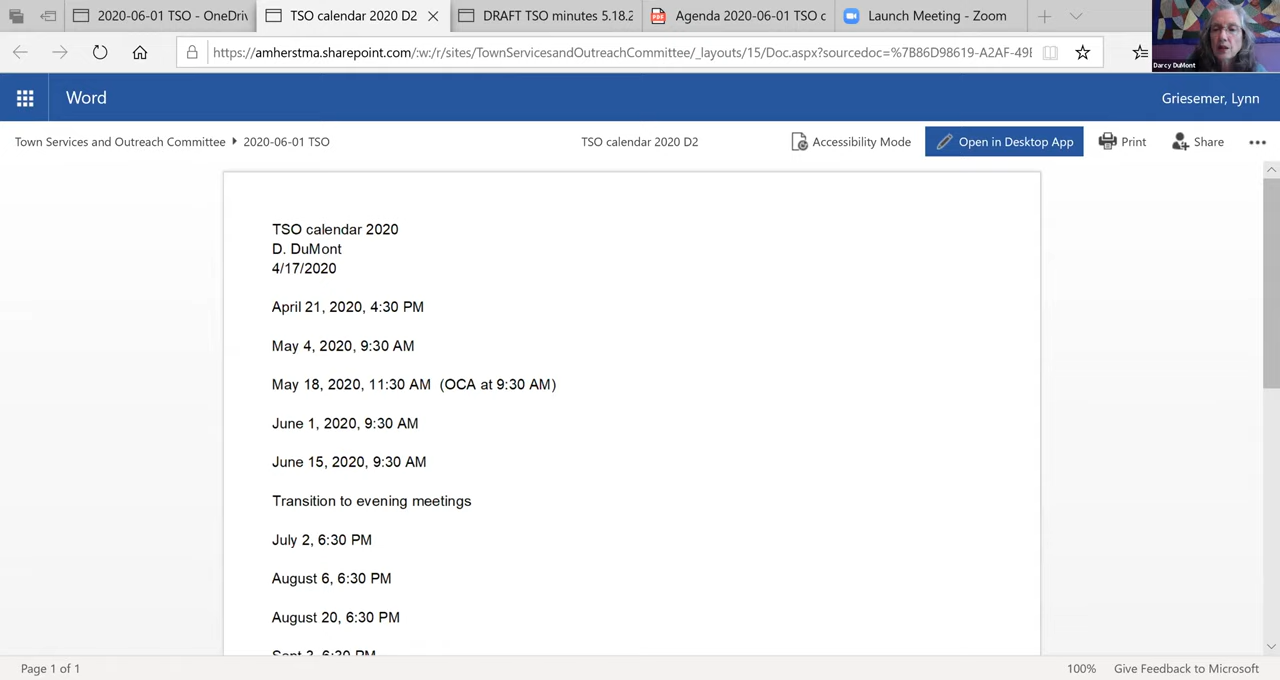 2020-06-01 TSO - OneDriv
TSO calendar 2020 D2
DRAFT TSO minutes 5.18.2
Agenda 2020-06-01 TSO c
Launch Meeting - Zoom
https://amherstma.sharepoint.com/:w:/r/sites/TownServicesandOutreachCommittee/_layouts/15/Doc.aspx?sourcedoc=%7B86D98619-A2AF-49E
Darcy DuMont
Word
Griesemer, Lynn
Town Services and Outreach Committee
2020-06-01 TSO
TSO calendar 2020 D2
Accessibility Mode
Open in Desktop App
Print
Share
TSO calendar 2020
D. DuMont
4/17/2020
April 21, 2020, 4:30 PM
May 4, 2020, 9:30 AM
May 18, 2020, 11:30 AM (OCA at 9:30 AM)
June 1, 2020, 9:30 AM
June 15, 2020, 9:30 AM
Transition to evening meetings
July 2, 6:30 PM
August 6, 6:30 PM
August 20, 6:30 PM
Sept 3, 6:30 PM
Page 1 of 1
100%
Give Feedback to Microsoft